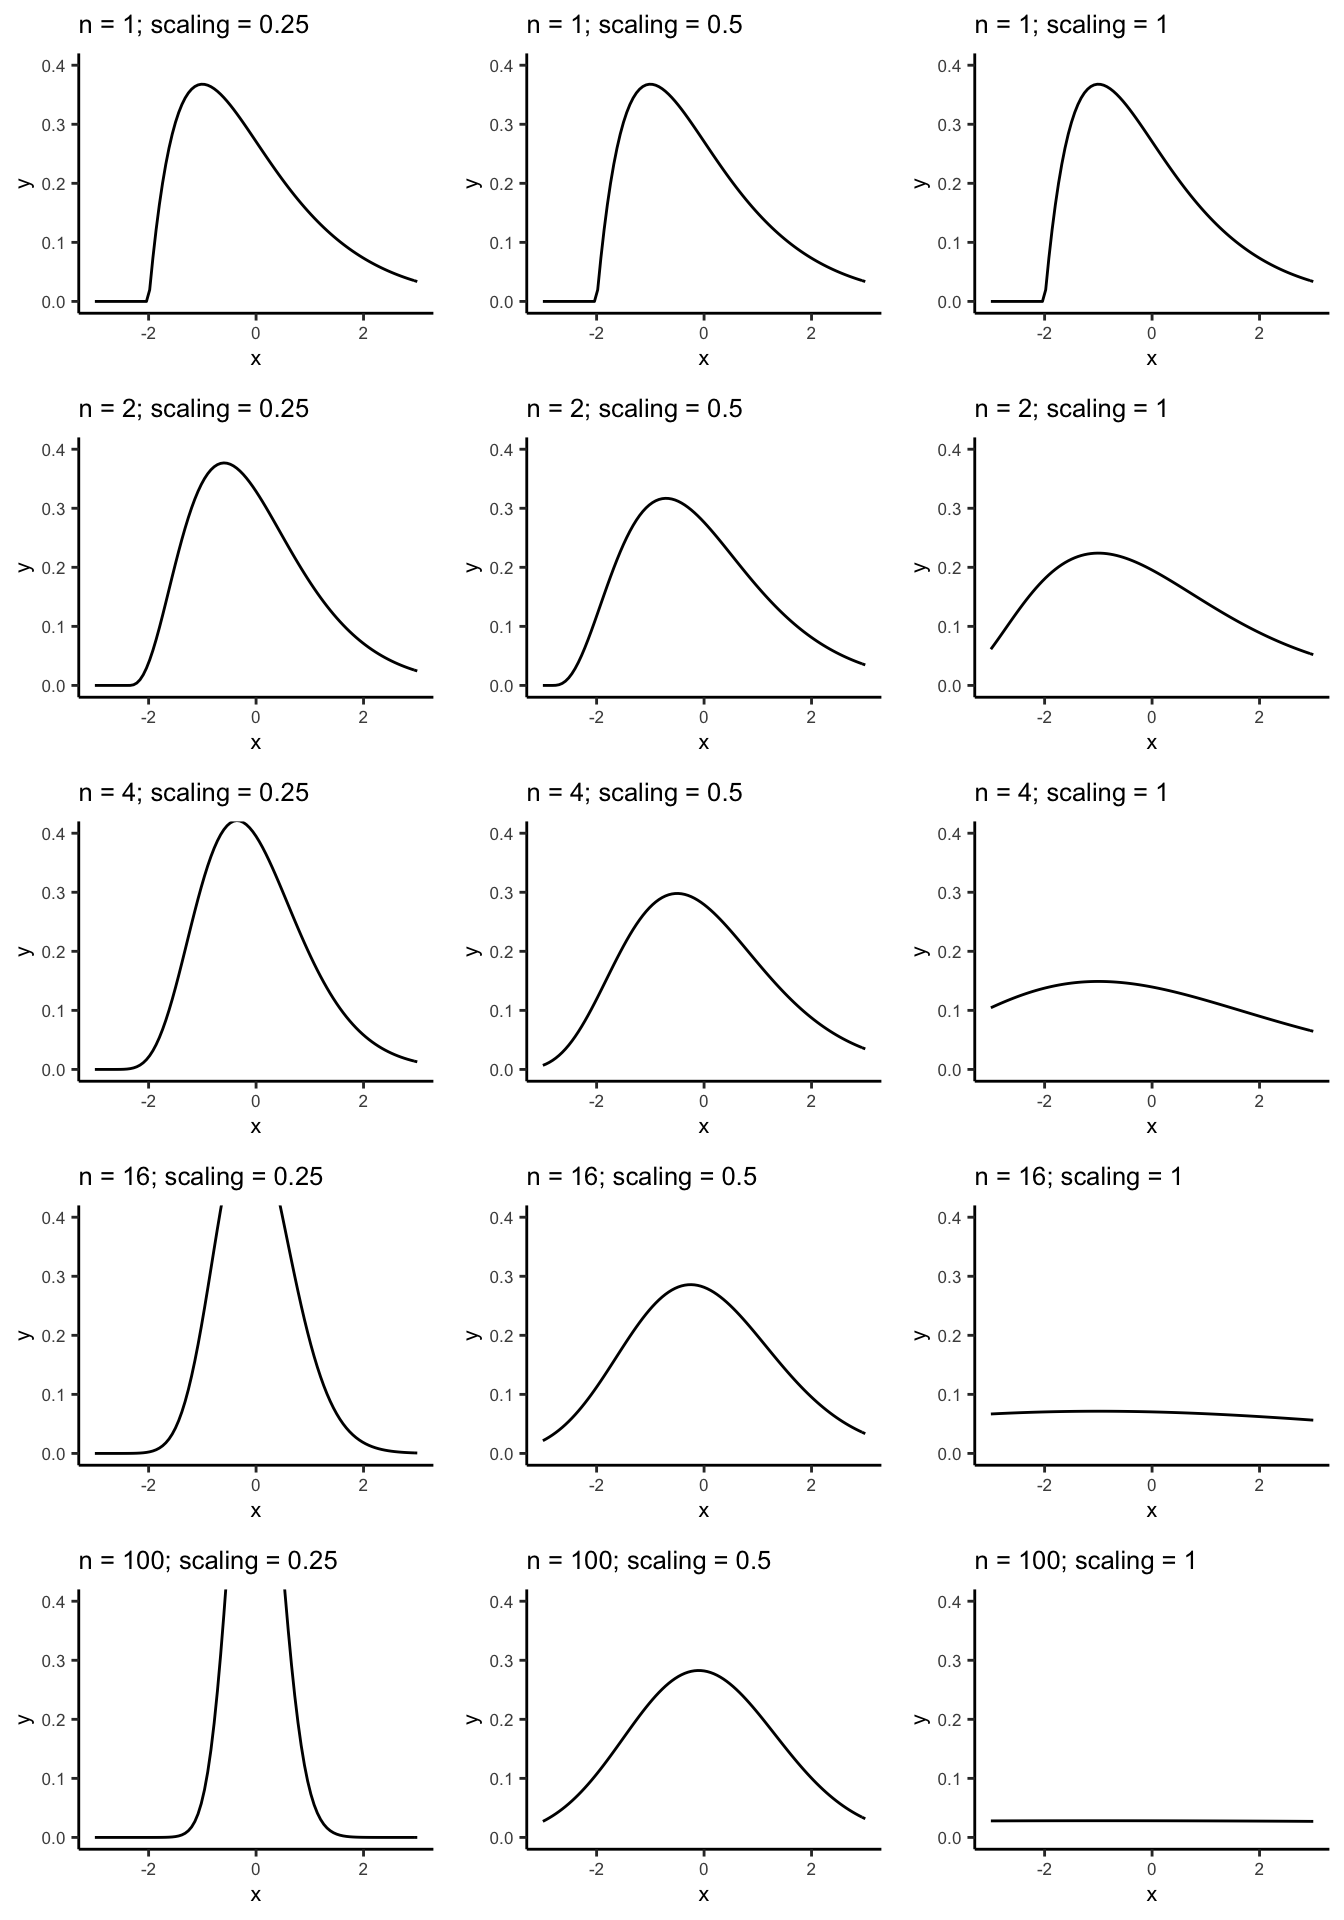 n = 1; scaling = 0.25
0.4
0.3
y
0.2
0.1
0.0
-2 0 2
x
n = 1; scaling = 0.5
0.4
0.3
y
0.2
0.1
0.0
-2 0 2
x
n = 1; scaling = 1
0.4
0.3
y
0.2
0.1
0.0
-2 0 2
x
n = 2; scaling = 0.25
0.4
0.3
y
0.2
0.1
0.0
-2 0 2
x
n = 2; scaling = 0.5
0.4
0.3
y
0.2
0.1
0.0
-2 0 2
x
n = 2; scaling = 1
0.4
0.3
y
0.2
0.1
0.0
-2 0 2
x
n = 4; scaling = 0.25
0.4
0.3
y
0.2
0.1
0.0
-2 0 2
x
n = 4; scaling = 0.5
0.4
0.3
y
0.2
0.1
0.0
-2 0 2
x
n = 4; scaling = 1
0.4
0.3
y
0.2
0.1
0.0
-2 0 2
x
n = 16; scaling = 0.25
0.4
0.3
y
0.2
0.1
0.0
-2 0 2
x
n = 16; scaling = 0.5
0.4
0.3
y
0.2
0.1
0.0
-2 0 2
x
n = 16; scaling = 1
0.4
0.3
y
0.2
0.1
0.0
-2 0 2
x
n = 100; scaling = 0.25
0.4
0.3
y
0.2
0.1
0.0
-2 0 2
x
n = 100; scaling = 0.5
0.4
0.3
y
0.2
0.1
0.0
-2 0 2
x
n = 100; scaling = 1
0.4
0.3
y
0.2
0.1
0.0
-2 0 2
x